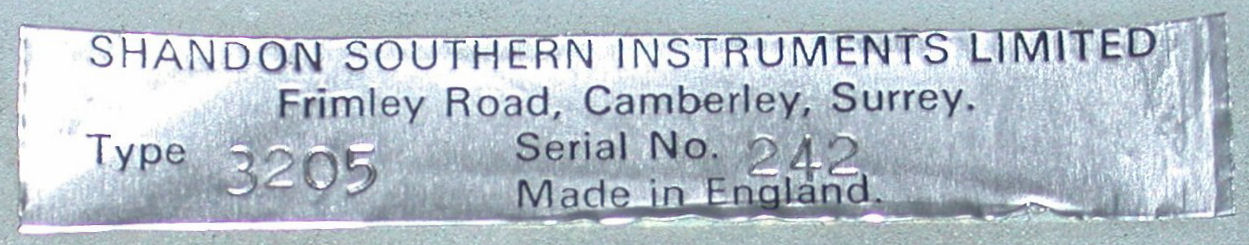 SHANDON SOUTHERN INSTRUMENTS LIMITED
Frimley Road, Camberley, Surrey.
Type 3205 Serial No. 242
Made in England.